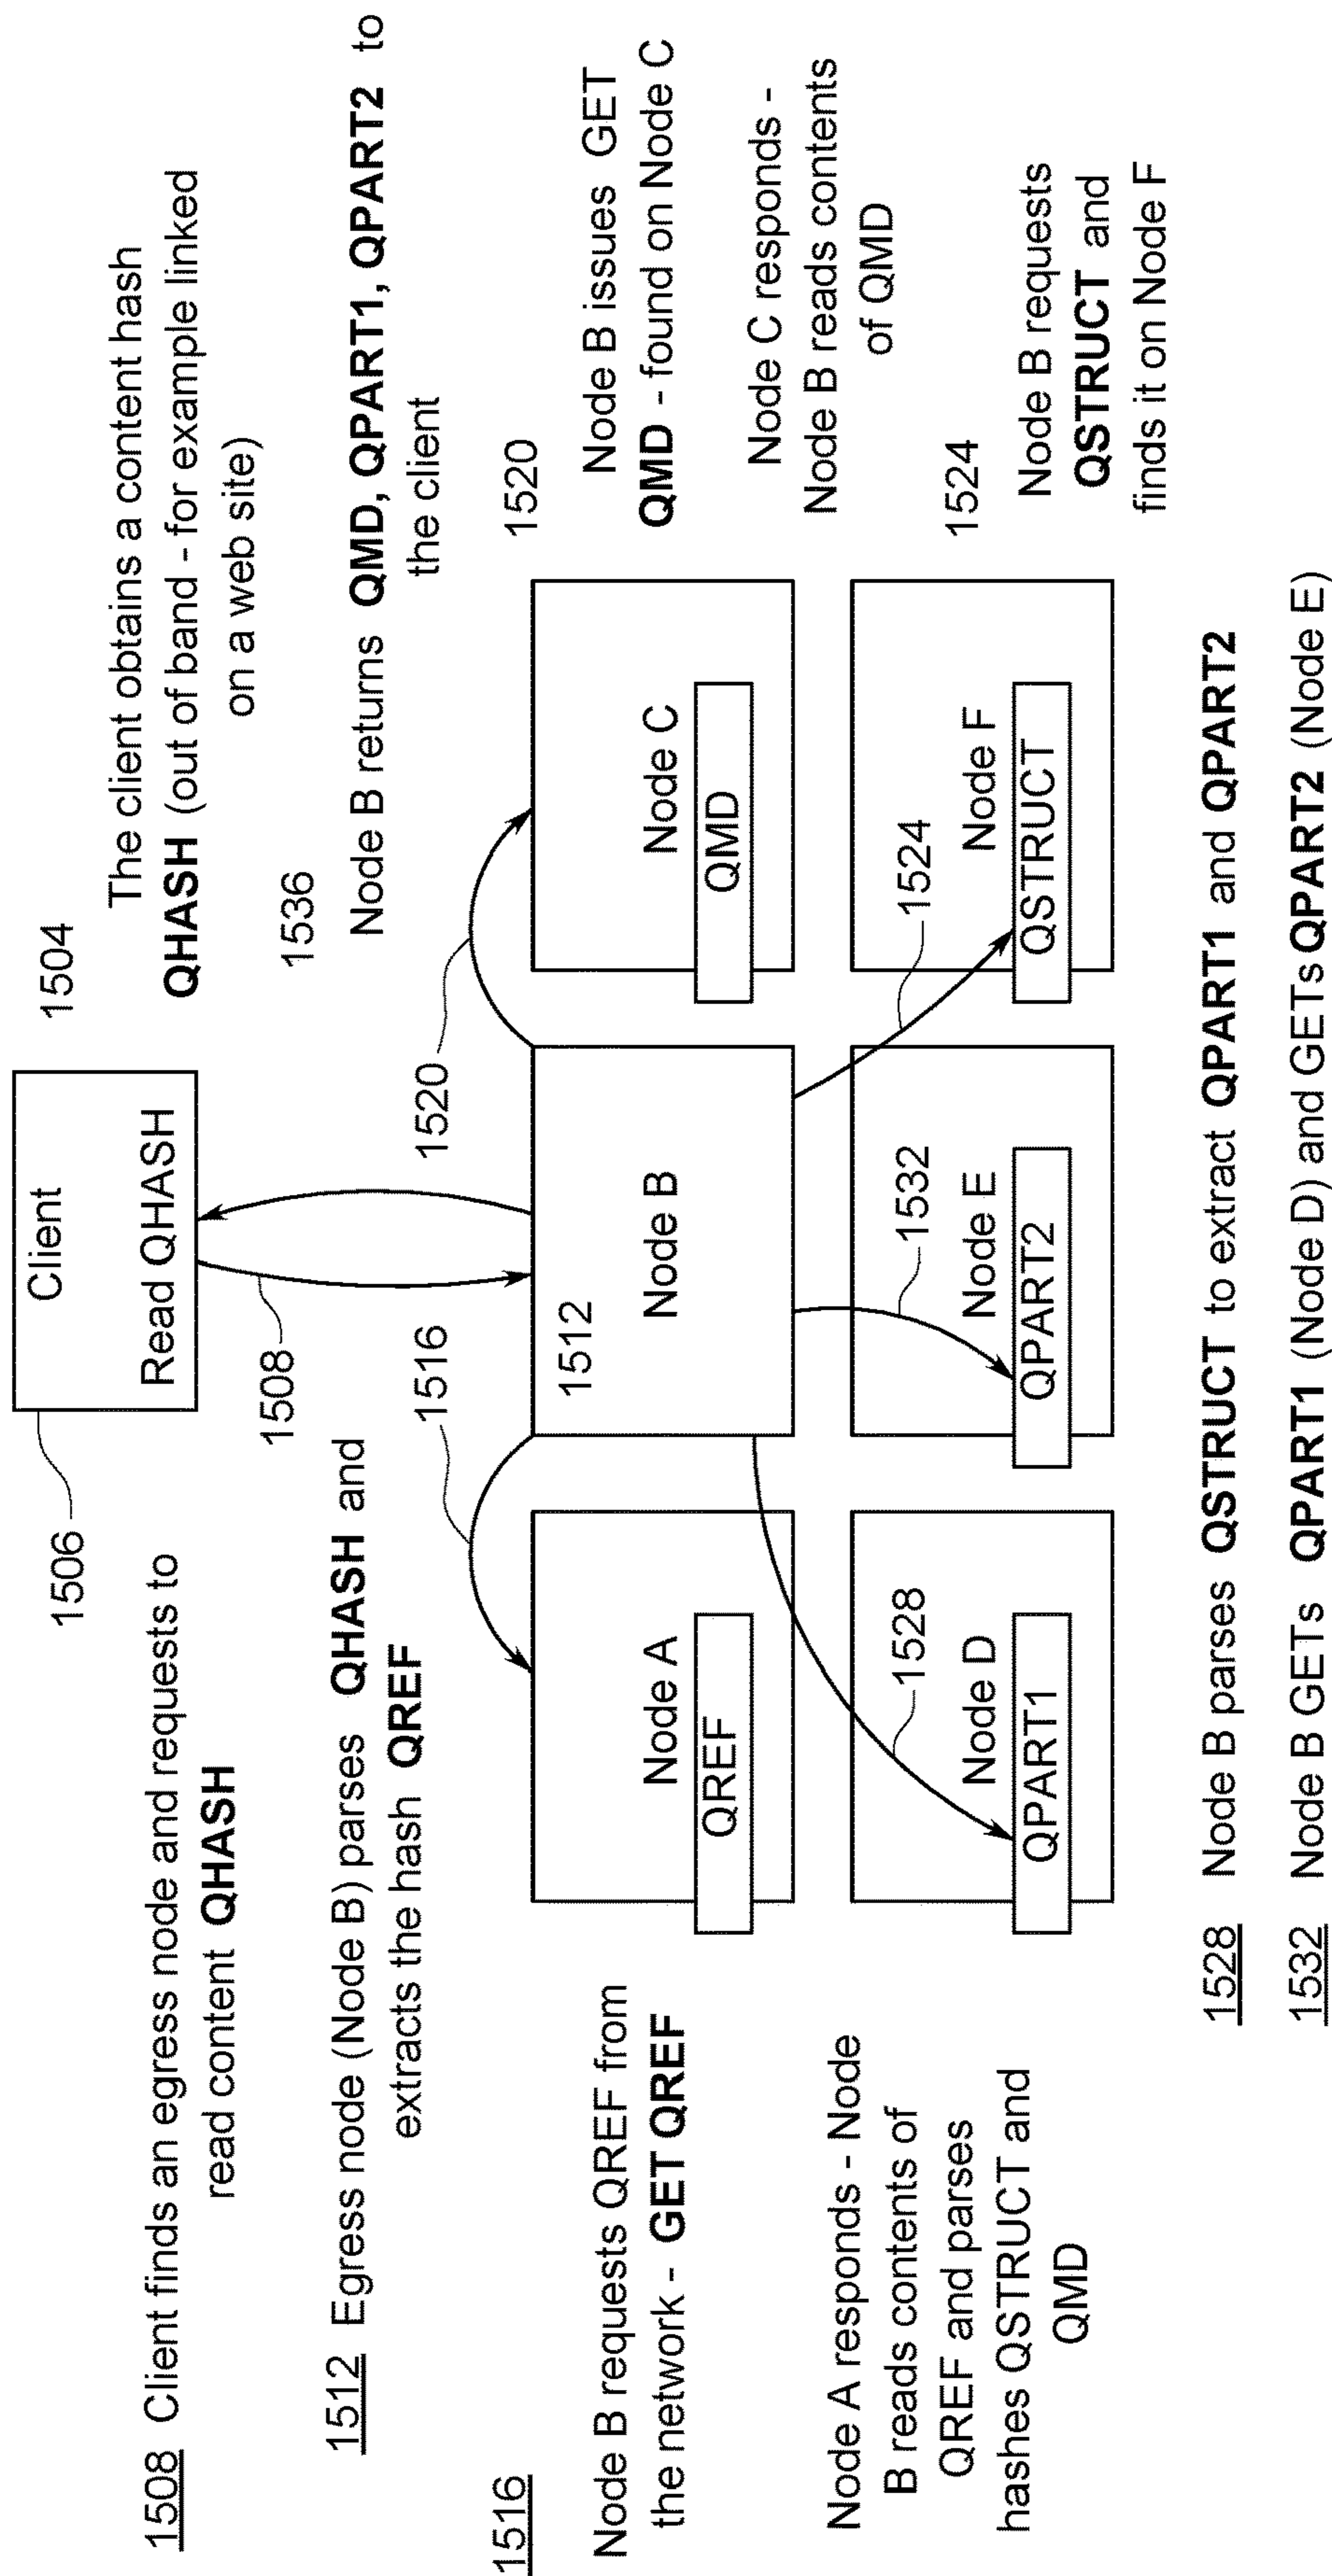 Client
Read QHASH
1506
1504
The client obtains a content hash
QHASH (out of band - for example linked
on a web site)
1508 Client finds an egress node and requests to
read content QHASH
1508
1536
Node B returns QMD, QPART1, QPART2 to
the client
1512 Egress node (Node B) parses QHASH and
extracts the hash QREF
1516
1520
1516
Node B requests QREF from
the network - GET QREF
Node A responds - Node
B reads contents of
QREF and parses
hashes QSTRUCT and
QMD
Node A
QREF
1512
Node B
Node C
QMD
1520
Node B issues GET
QMD - found on Node C
Node C responds -
Node B reads contents
of QMD
1528
Node D
QPART1
1532
Node E
QPART2
1524
Node F
QSTRUCT
1524
Node B requests
QSTRUCT and
finds it on Node F
1528 Node B parses QSTRUCT to extract QPART1 and QPART2
1532 Node B GETs QPART1 (Node D) and GETs QPART2 (Node E)